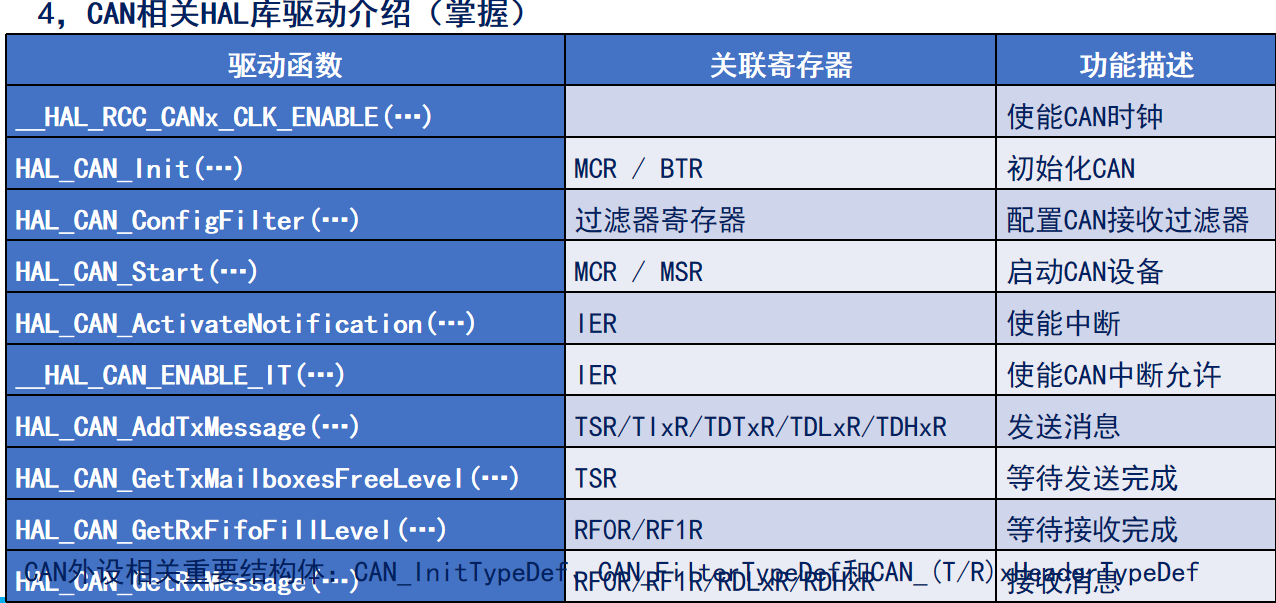 4，CAN相关HAL库驱动介绍（掌握）
驱动函数 关联寄存器 功能描述
__HAL_RCC_CANx_CLK_ENABLE(…) 使能CAN时钟
HAL_CAN_Init(…) MCR / BTR 初始化CAN
HAL_CAN_ConfigFilter(…) 过滤器寄存器 配置CAN接收过滤器
HAL_CAN_Start(…) MCR / MSR 启动CAN设备
HAL_CAN_ActivateNotification(…) IER 使能中断
__HAL_CAN_ENABLE_IT(…) IER 使能CAN中断允许
HAL_CAN_AddTxMessage(…) TSR/TIxR/TDTxR/TDLxR/TDHxR 发送消息
HAL_CAN_GetTxMailboxesFreeLevel(…) TSR 等待发送完成
HAL_CAN_GetRxFifoFillLevel(…) RF0R/RF1R 等待接收完成
HAL_CAN_GetRxMessage(…) RF0R/RF1R/RDLxR/RDHxR 接收消息
CAN外设相关重要结构体：CAN_InitTypeDef、CAN_FilterTypeDef和CAN_(T/R)xHeaderTypeDef